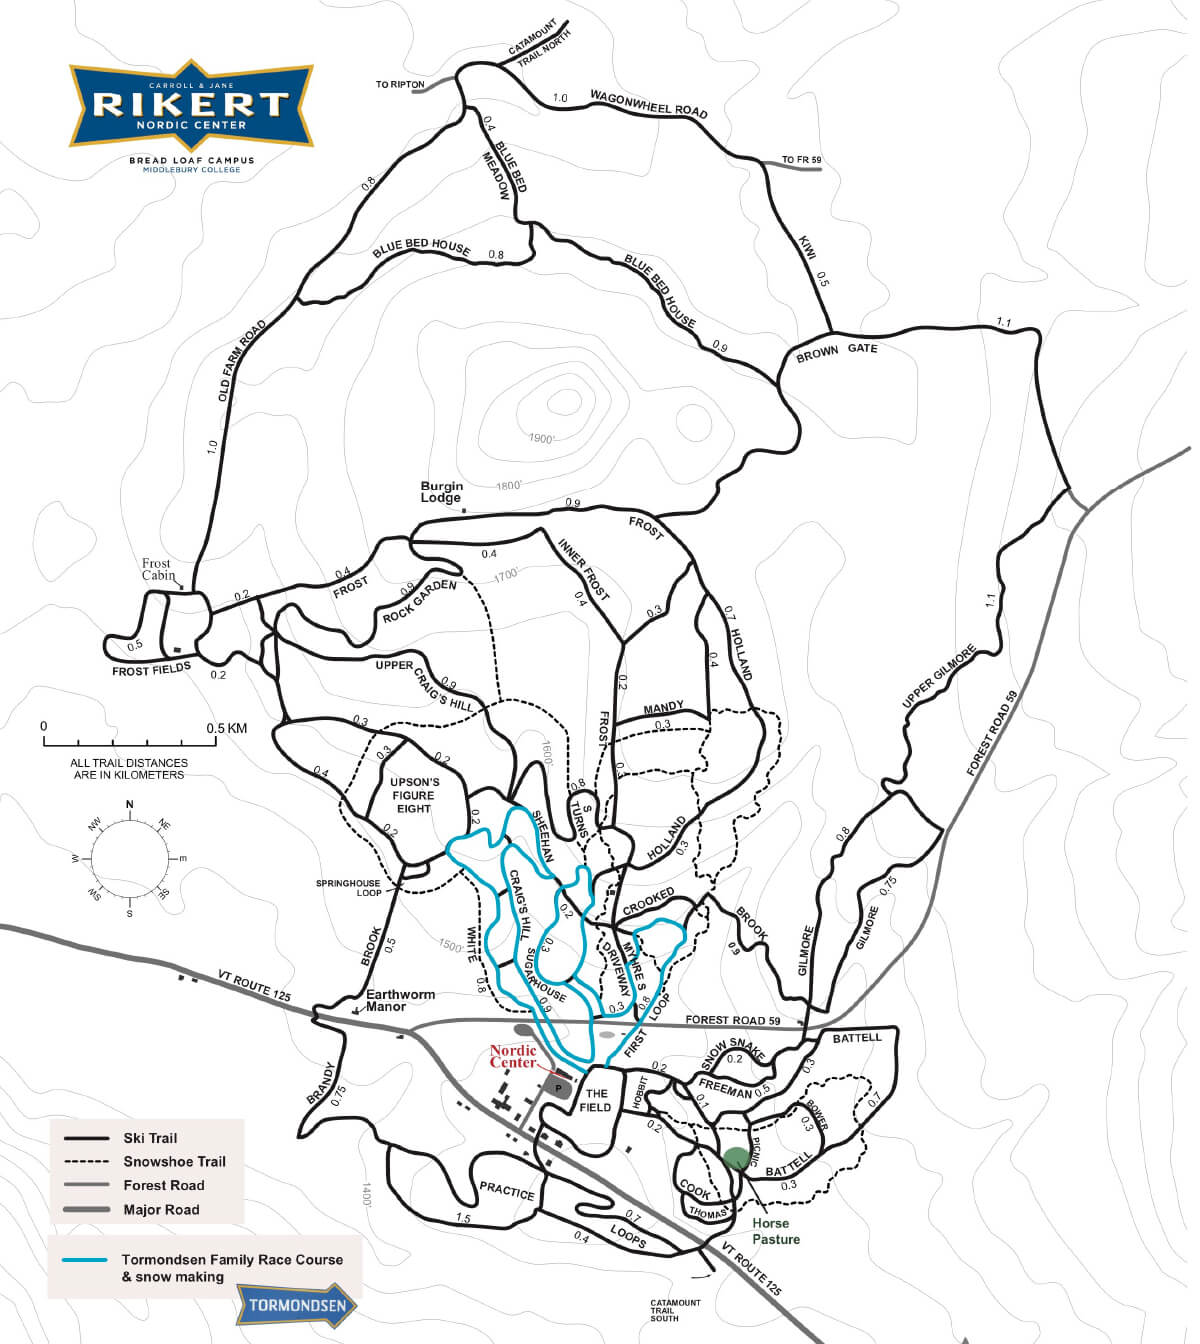 CATAMOUNT
TRAIL NORTH
TO RIPTON
CARROLL & JANE
RIKERT
NORDIC CENTER
BREAD LOAF CAMPUS
MIDDLEBURY COLLEGE
1.0
WAGONWHEEL ROAD
0.4
BLUE BED
MEADOW
TO FR 59
0.8
KIWI
0.5
BLUE BED HOUSE
0.8
BLUE BED HOUSE
0.9
1.1
BROWN GATE
OLD FARM ROAD
1.0
1900'
1800'
Burgin
Lodge
0.9
FROST
0.4
INNER FROST
0.4
1700'
Frost
Cabin
0.4
FROST
0.2
0.9
ROCK GARDEN
0.3
0.7
HOLLAND
1.1
0.5
FROST FIELDS
0.2
UPPER
CRAIG'S HILL
0.9
0.2
0.4
UPPER GILMORE
MANDY
0.3
FROST
FOREST ROAD 59
0 0.5 KM
ALL TRAIL DISTANCES
ARE IN KILOMETERS
0.3
0.3
0.2
0.4
1600'
0.3
0.8
UPSON'S
FIGURE
EIGHT
S
TURNS
N
NE
E
SE
S
SW
W
NW
0.2
0.2
SHEEHAN
HOLLAND
0.3
0.8
SPRINGHOUSE
LOOP
CRAIG'S HILL
0.2
CROOKED
0.75
GILMORE
BROOK
0.9
GILMORE
BROOK
0.5
1500'
WHITE
0.8
0.3
SUGARHOUSE
0.9
DRIVEWAY
MYHRE'S
0.3
0.8
VT ROUTE 125
Earthworm
Manor
FIRST LOOP
FOREST ROAD 59
Nordic
Center
P
THE
FIELD
0.2
HOBBIT
SNOW SNAKE
0.2
FREEMAN
0.5
0.3
BATTELL
0.7
0.1
BOWER
0.3
0.2
PICNIC
BATTELL
0.3
BRANDY
0.75
COOK
THOMAS
Horse
Pasture
1400'
PRACTICE
1.5
0.7
LOOPS
0.4
VT ROUTE 125
CATAMOUNT
TRAIL
SOUTH
Ski Trail
Snowshoe Trail
Forest Road
Major Road
Tormondsen Family Race Course
& snow making
TORMONDSEN